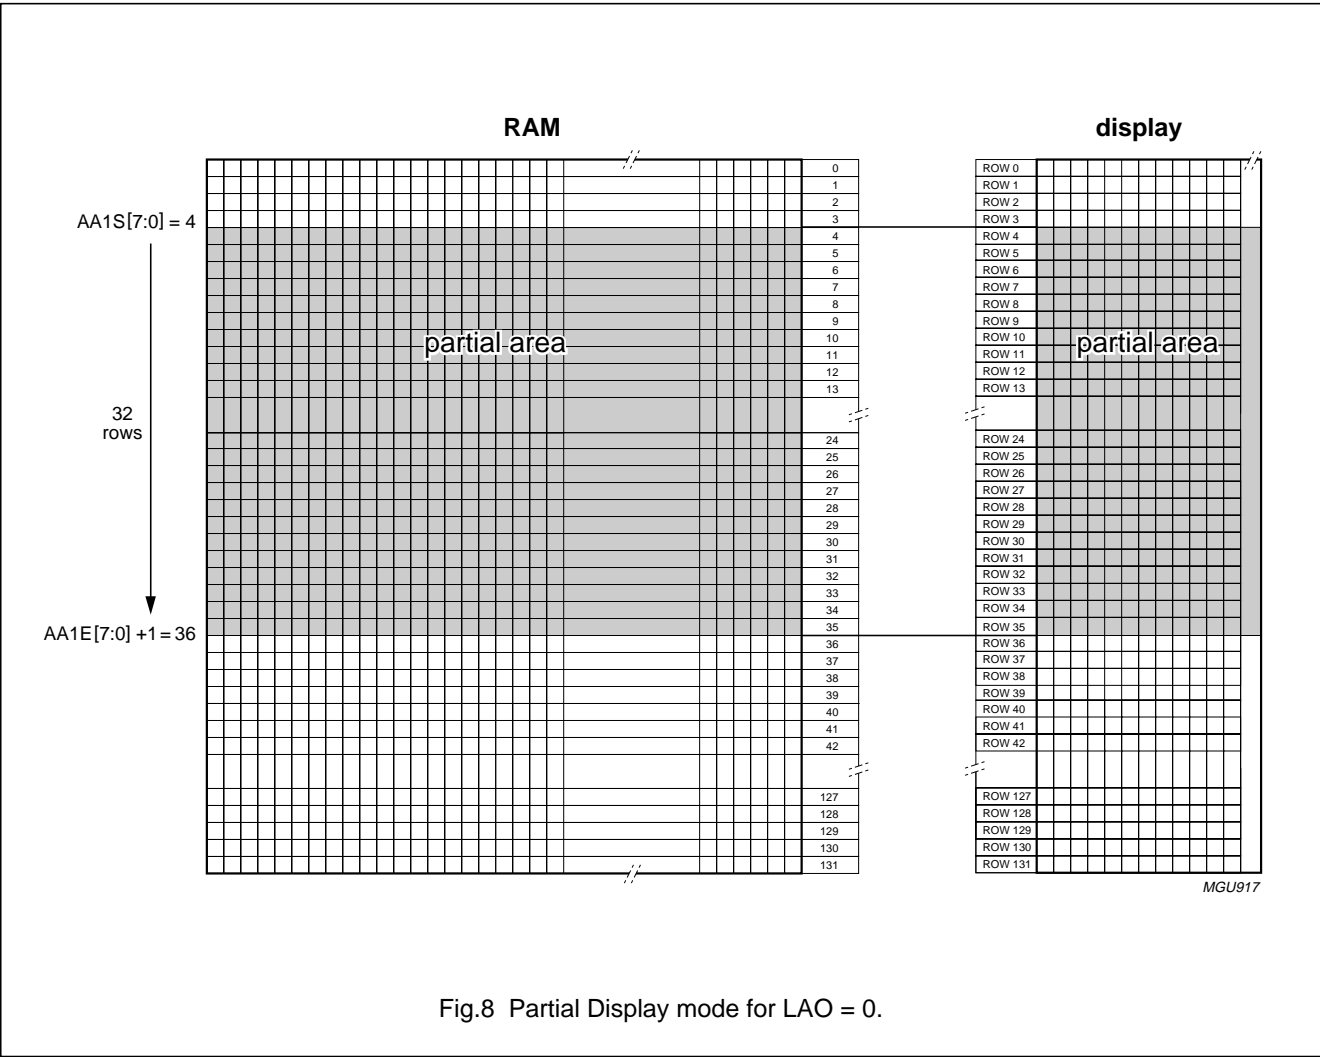 RAM
display
0 ROW 0
1 ROW 1
2 ROW 2
3 ROW 3
AA1S[7:0] = 4
4 ROW 4
5 ROW 5
6 ROW 6
7 ROW 7
8 ROW 8
9 ROW 9
partial area 10 ROW 10 partial area
11 ROW 11
12 ROW 12
13 ROW 13
32
rows
24 ROW 24
25 ROW 25
26 ROW 26
27 ROW 27
28 ROW 28
29 ROW 29
30 ROW 30
31 ROW 31
32 ROW 32
33 ROW 33
34 ROW 34
35 ROW 35
AA1E[7:0] +1 = 36
36 ROW 36
37 ROW 37
38 ROW 38
39 ROW 39
40 ROW 40
41 ROW 41
42 ROW 42
127 ROW 127
128 ROW 128
129 ROW 129
130 ROW 130
131 ROW 131
MGU917
Fig.8 Partial Display mode for LAO = 0.